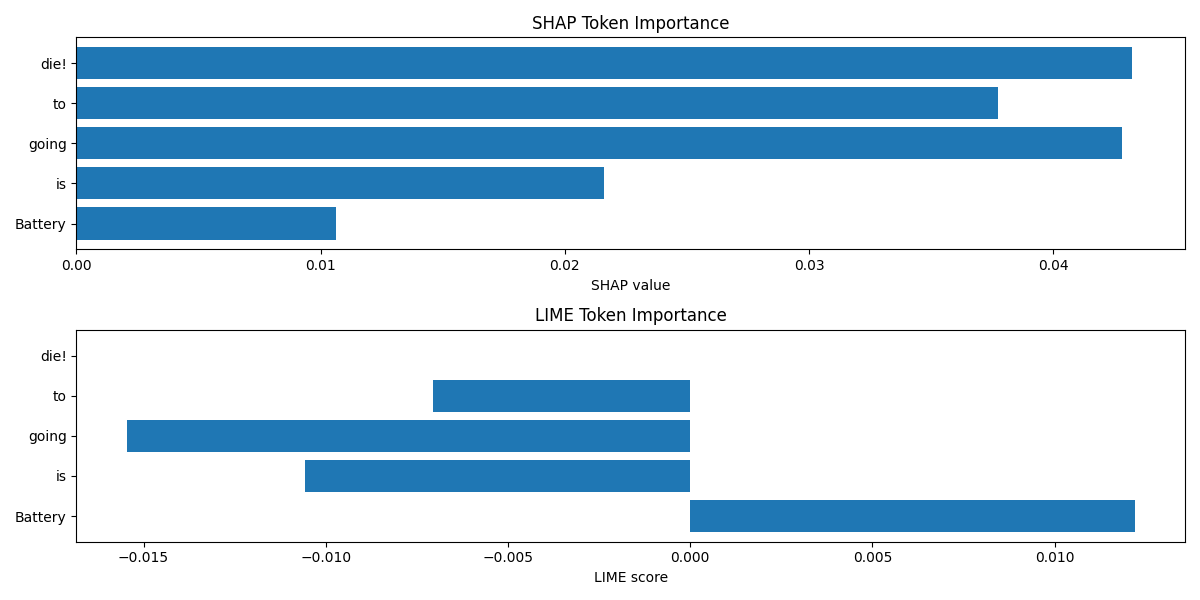 SHAP Token Importance
die!
to
going
is
Battery
0.00 0.01 0.02 0.03 0.04
SHAP value
LIME Token Importance
die!
to
going
is
Battery
−0.015 −0.010 −0.005 0.000 0.005 0.010
LIME score